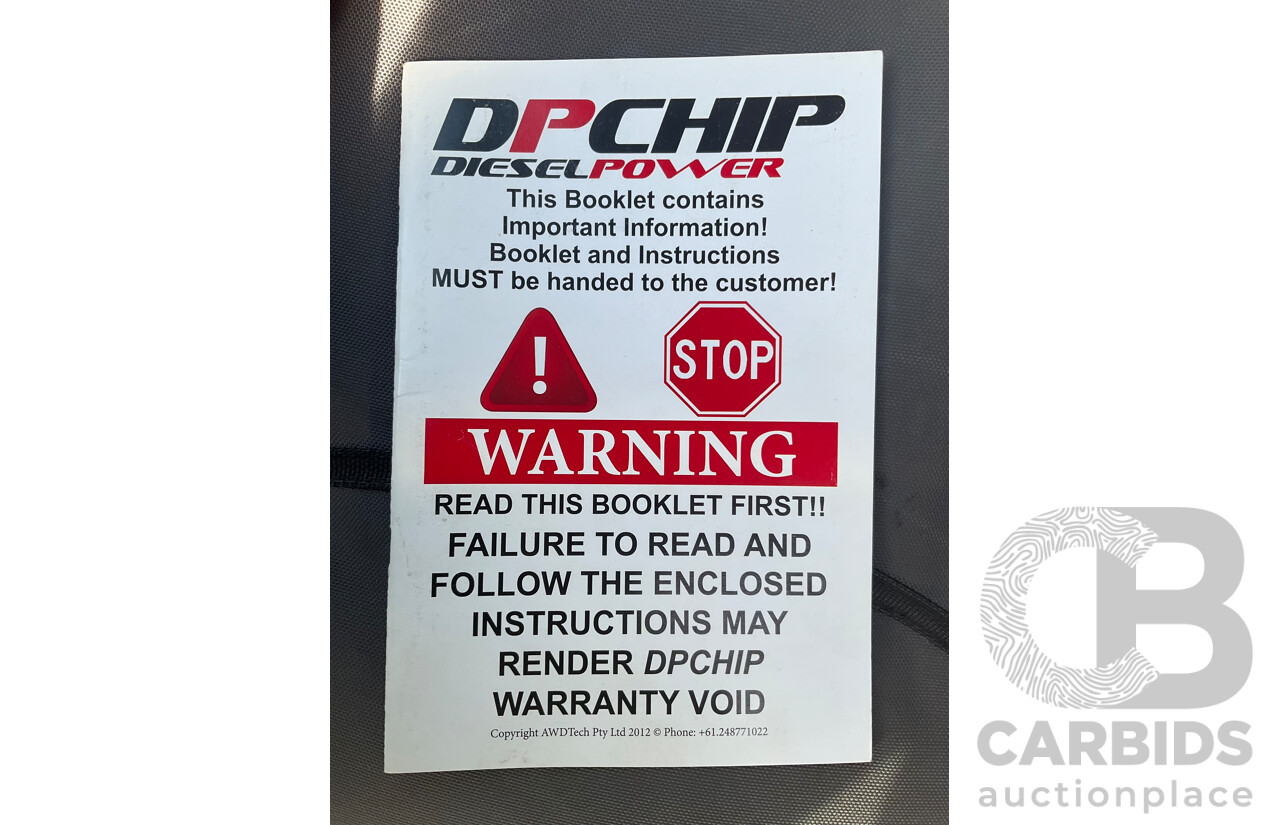 DPCHIP
DIESELPOWER
This Booklet contains
Important Information!
Booklet and Instructions
MUST be handed to the customer!
!
STOP
WARNING
READ THIS BOOKLET FIRST!!
FAILURE TO READ AND
FOLLOW THE ENCLOSED
INSTRUCTIONS MAY
RENDER DPCHIP
WARRANTY VOID
Copyright AWDTech Pty Ltd 2012 © Phone: +61.248771022
CB
CARBIDS
auctionplace